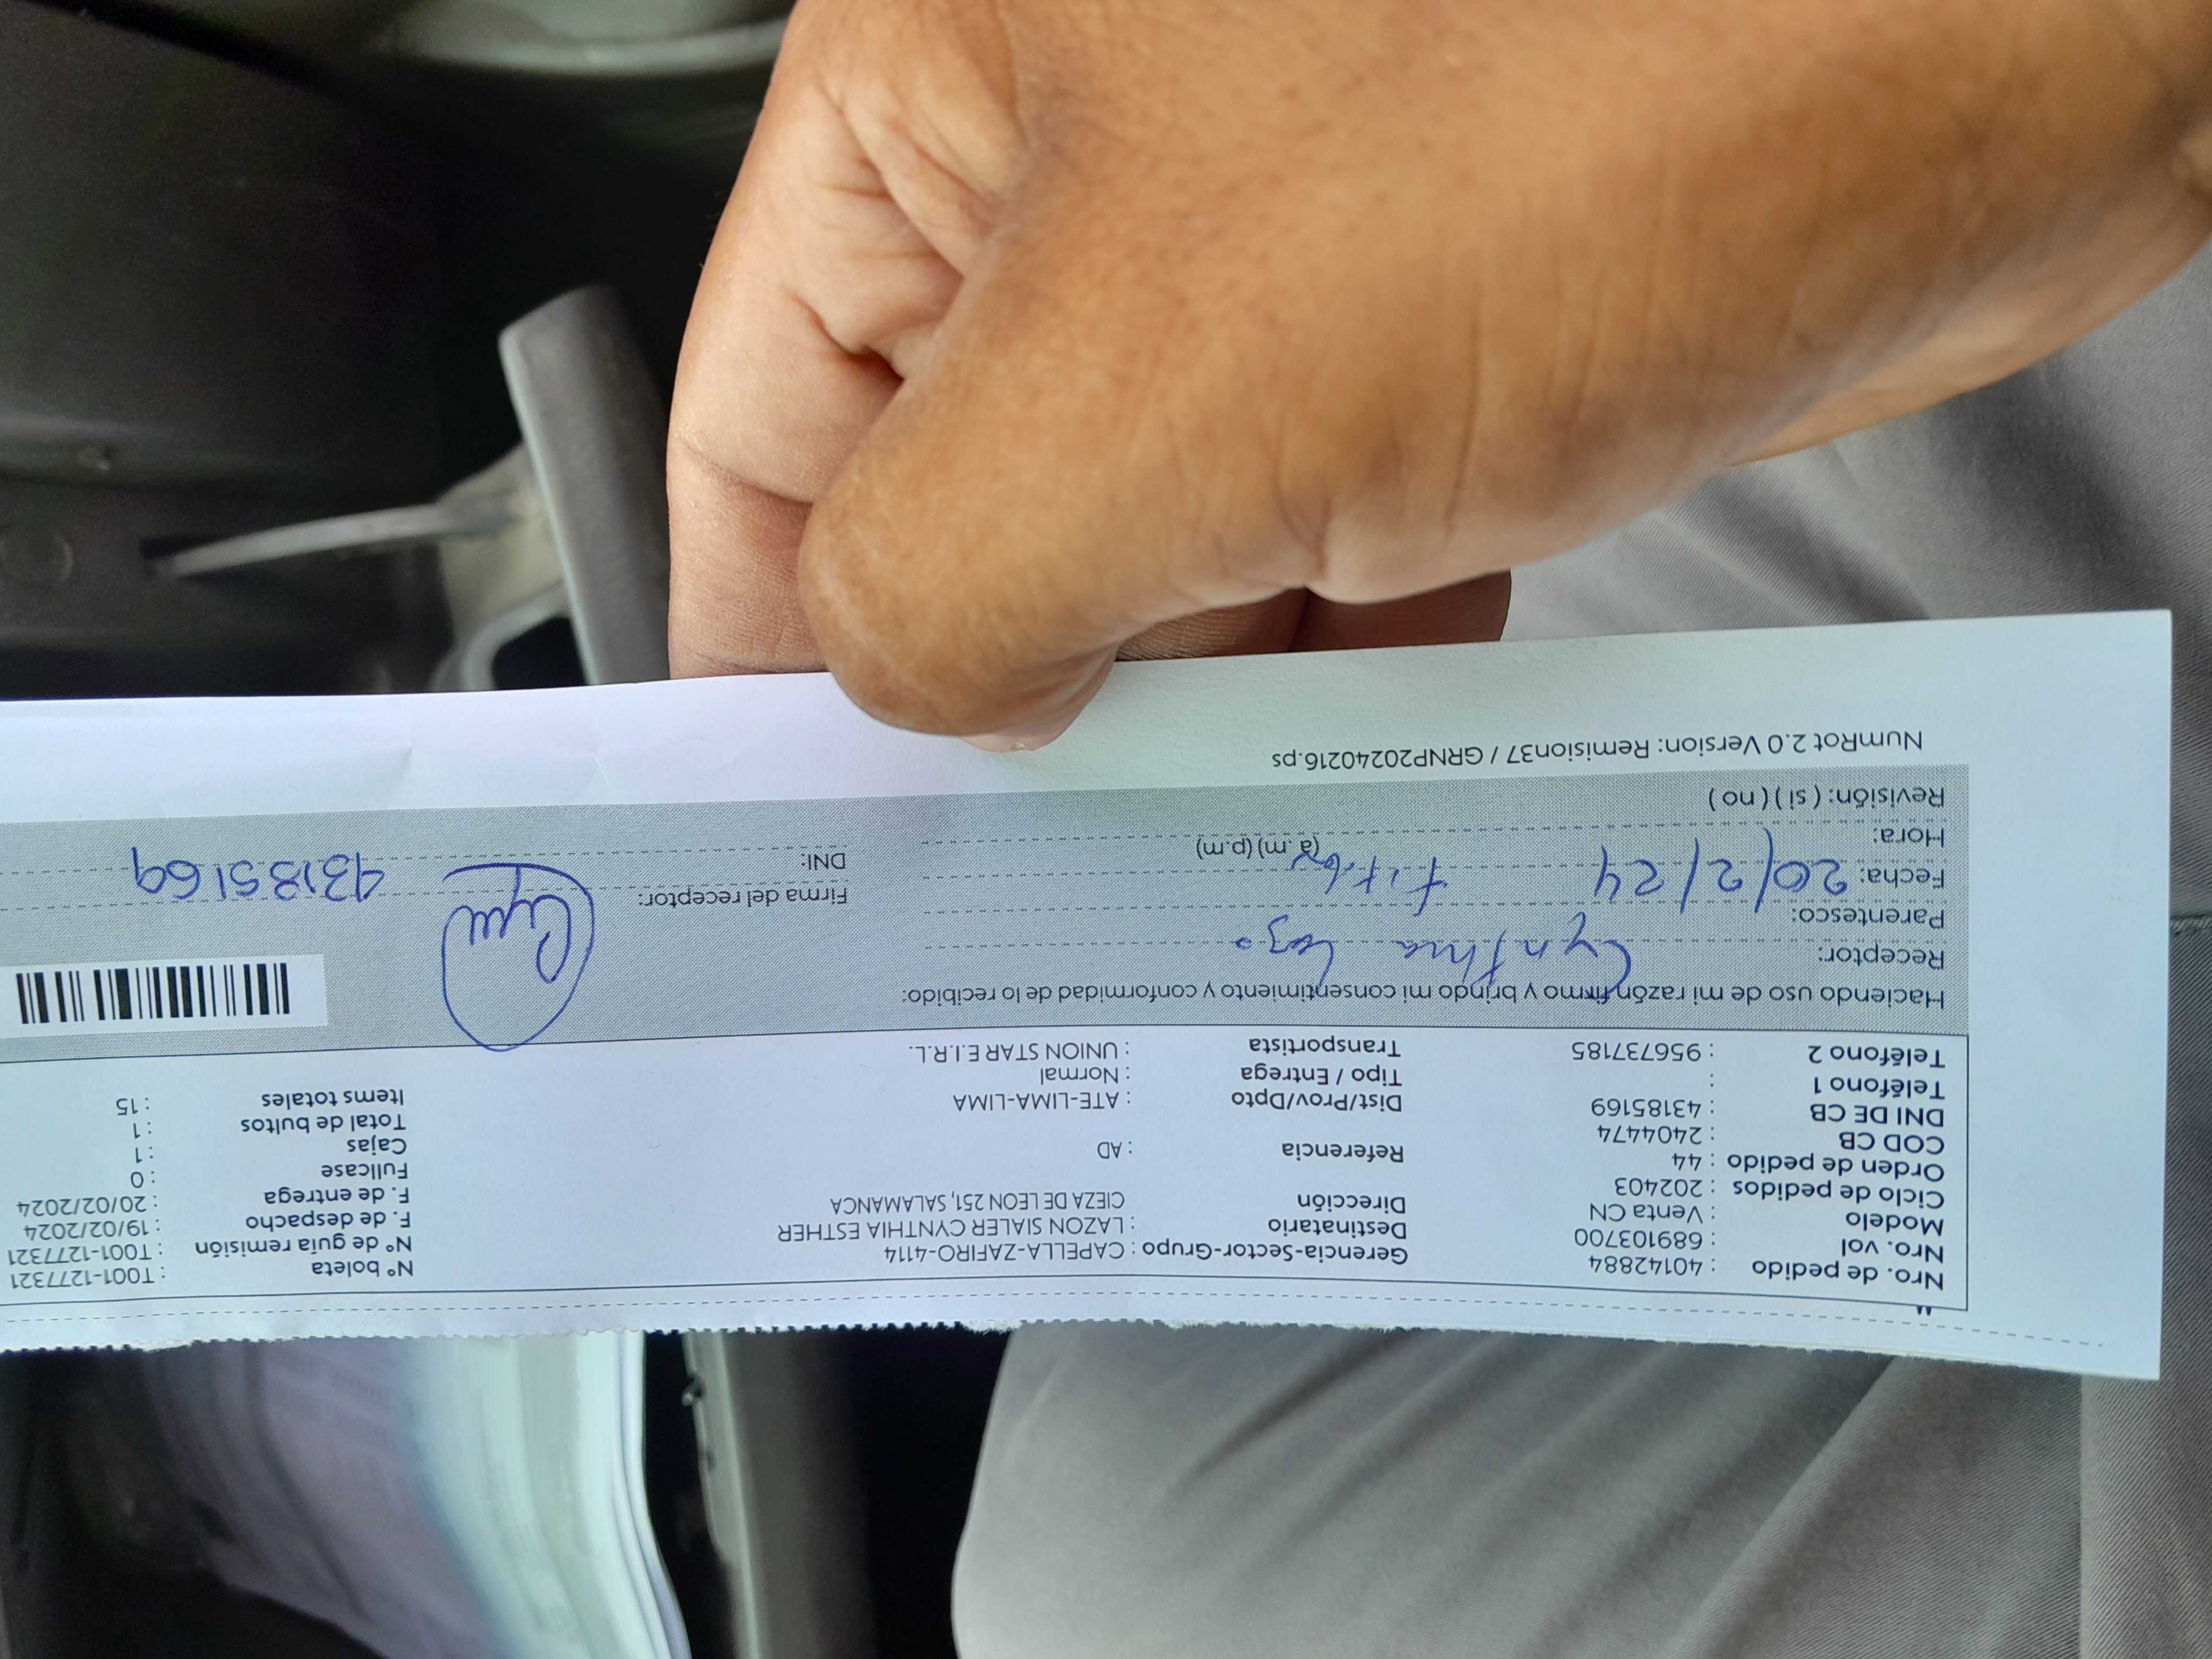 Nro. de pedido : 40142884 Gerencia-Sector-Grupo : CAPELLA-ZAFIRO-4114 N° boleta : T001-1277321
Nro. vol : 689103700 Destinatario : LAZON SIALER CYNTHIA ESTHER N° de guía remisión : T001-1277321
Modelo : Venta CN Dirección CIEZA DE LEON 251, SALAMANCA F. de despacho : 19/02/2024
Ciclo de pedidos : 202403 F. de entrega : 20/02/2024
Orden de pedido : 44 Referencia : AD Fullcase : 0
COD CB : 2404474 Cajas : 1
DNI DE CB : 43185169 Dist/Prov/Dpto : ATE-LIMA-LIMA Total de bultos : 1
Teléfono 1 : Tipo / Entrega : Normal Items totales : 15
Teléfono 2 : 956737185 Transportista : UNION STAR E.I.R.L.
Haciendo uso de mi razón firmo y brindo mi consentimiento y conformidad de lo recibido:
Receptor: Cynthia
Parentesco:
Fecha: 20/2/24 Firma del receptor:
Hora: (a.m) (p.m) DNI: 43185169
Revisión: ( si ) ( no )
NumRot 2.0 Version: Remision37 / GRNP20240216.ps